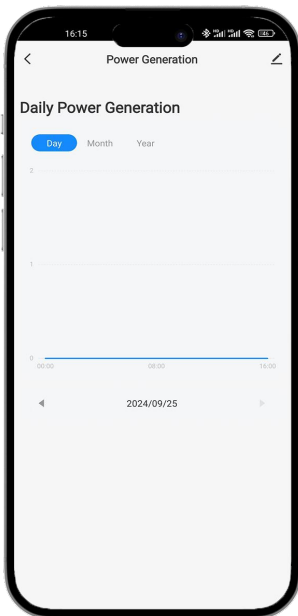 16:15
Power Generation
Daily Power Generation
Day Month Year
2
1
0
00:00 08:00 16:00
2024/09/25